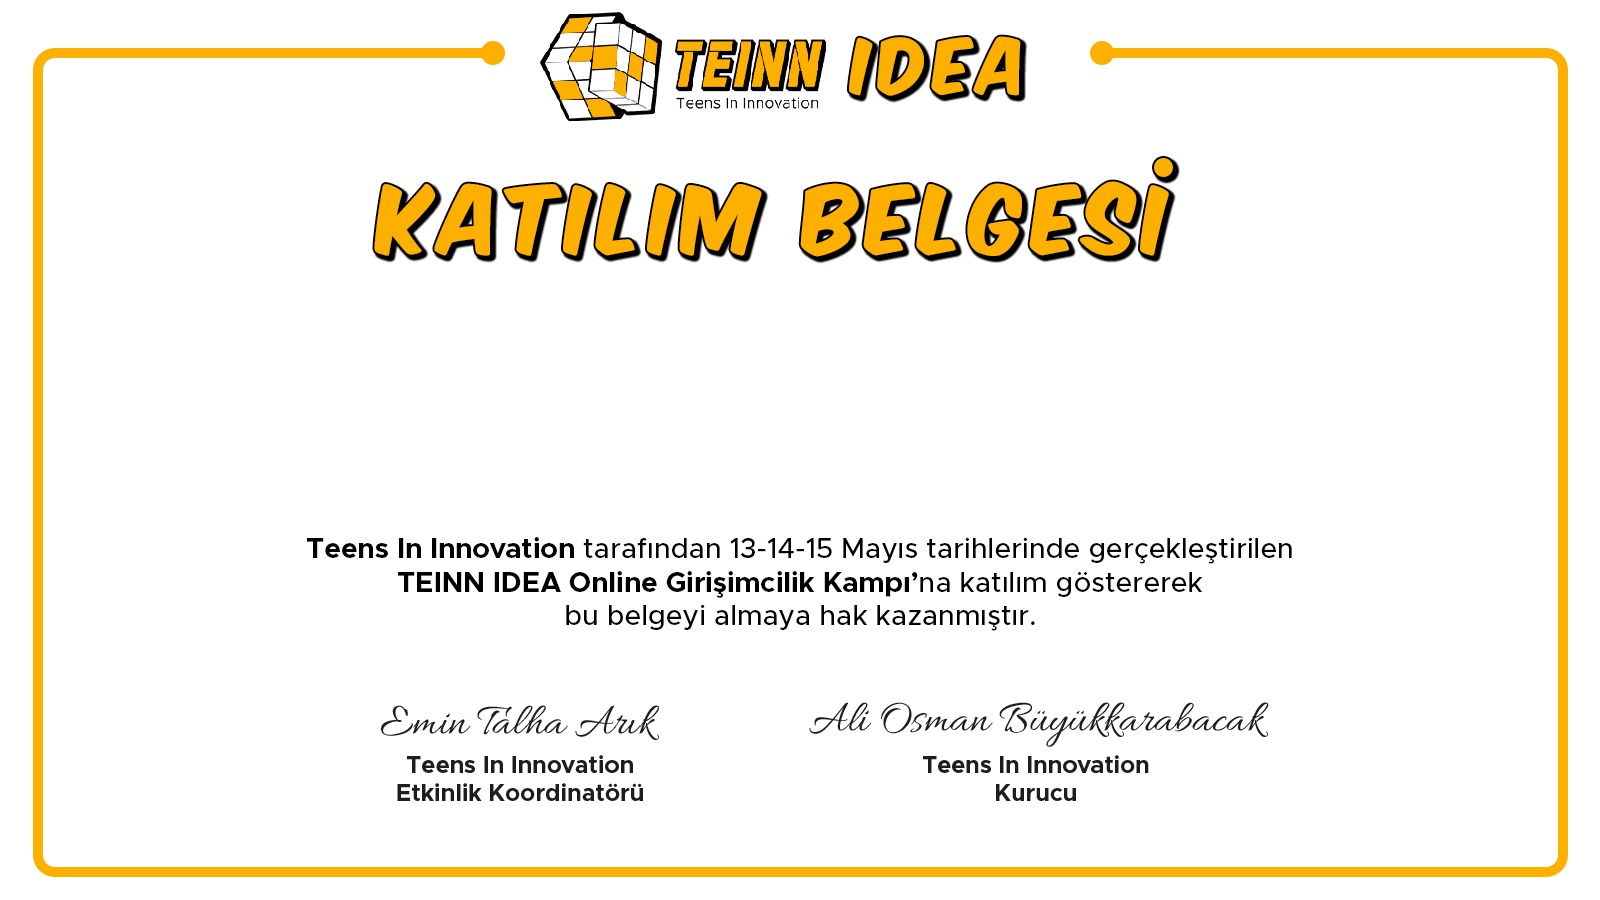 TEINN IDEA
Teens In Innovation
KATILIM BELGESİ
Teens In Innovation tarafından 13-14-15 Mayıs tarihlerinde gerçekleştirilen
TEINN IDEA Online Girişimcilik Kampı’na katılım göstererek
bu belgeyi almaya hak kazanmıştır.
Emin Talha Arık
Teens In Innovation
Etkinlik Koordinatörü
Ali Osman Büyükkarabacak
Teens In Innovation
Kurucu